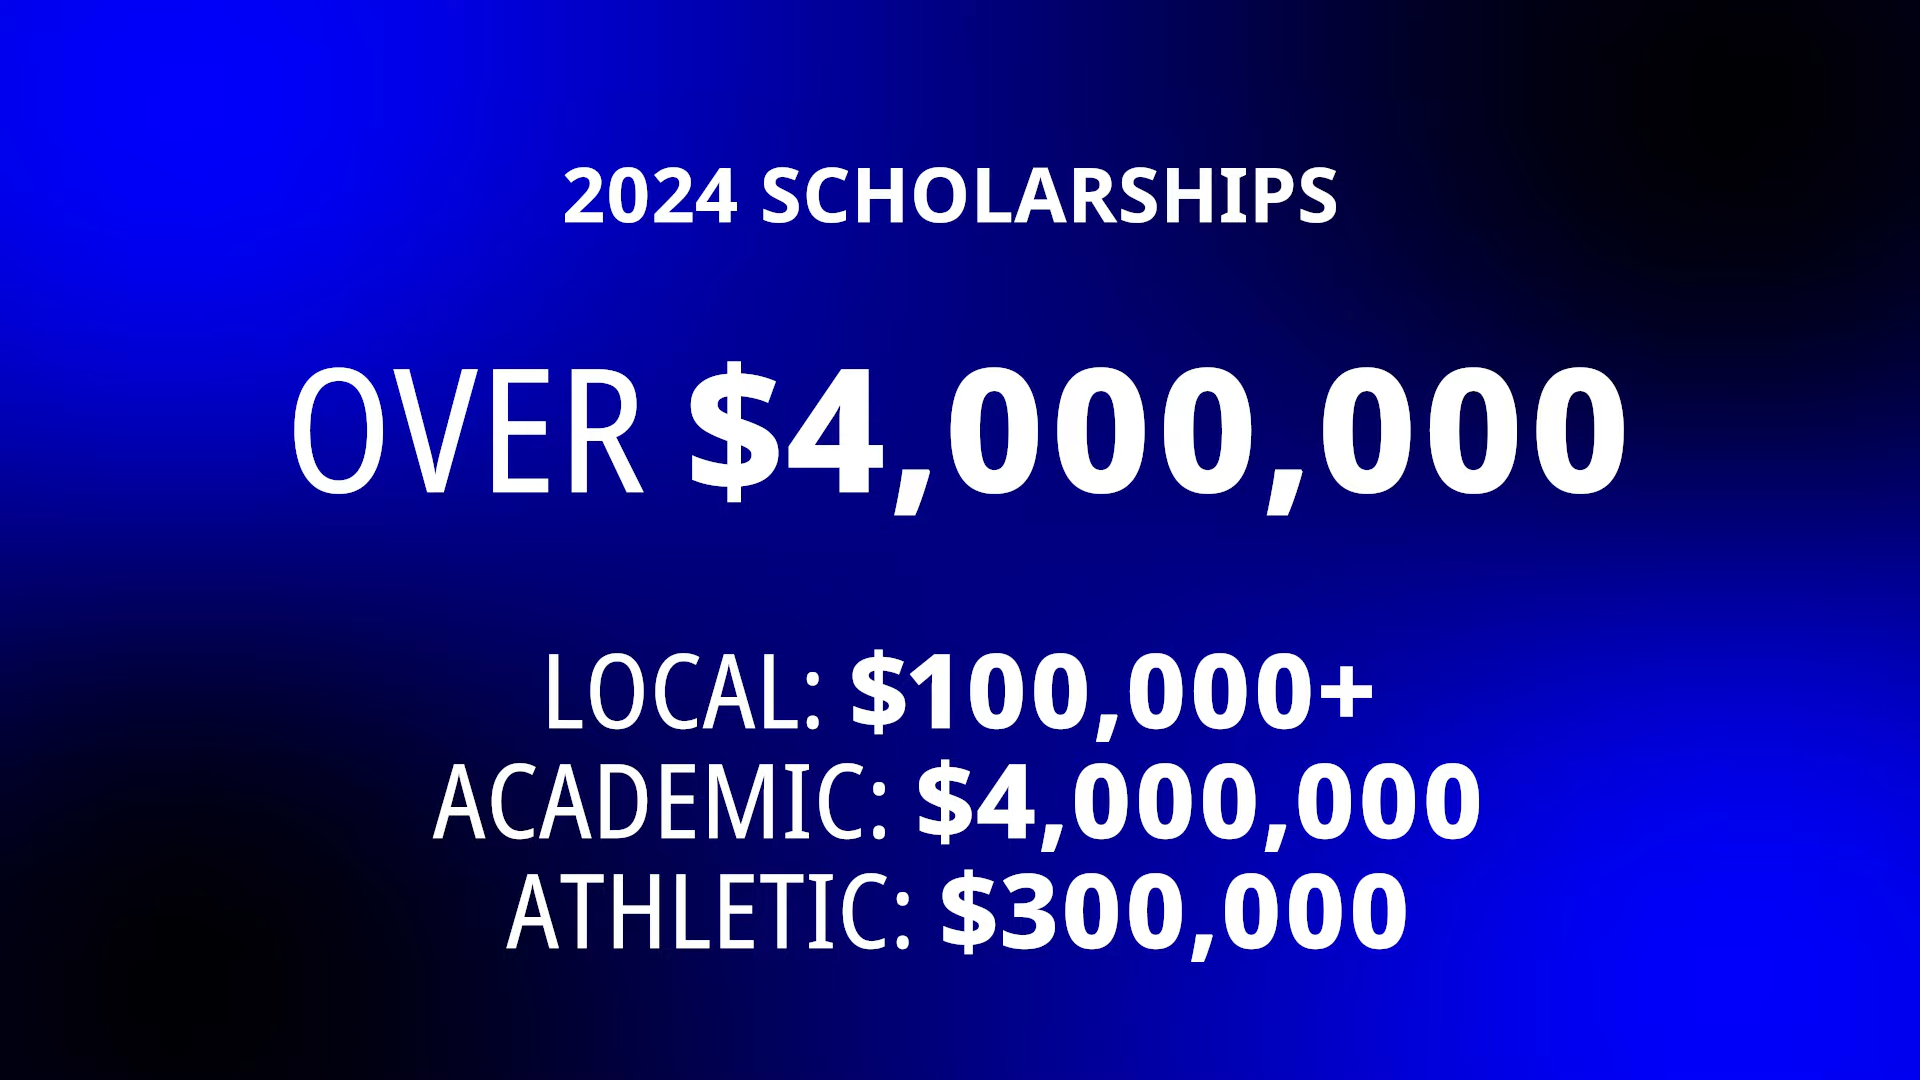 2024 SCHOLARSHIPS
OVER $4,000,000
LOCAL: $100,000+
ACADEMIC: $4,000,000
ATHLETIC: $300,000